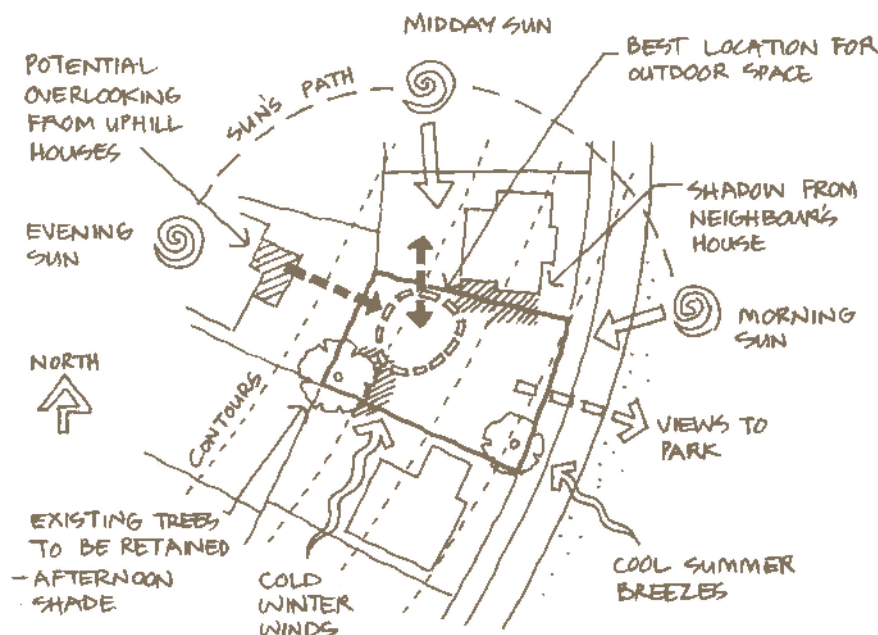 MIDDAY SUN
BEST LOCATION FOR
OUTDOOR SPACE
POTENTIAL
OVERLOOKING
FROM UPHILL
HOUSES
SUN'S PATH
SHADOW FROM
NEIGHBOUR'S
HOUSE
EVENING
SUN
MORNING
SUN
NORTH
CONTOURS
VIEWS TO
PARK
EXISTING TREES
TO BE RETAINED
- AFTERNOON
SHADE
COLD
WINTER
WINDS
COOL SUMMER
BREEZES